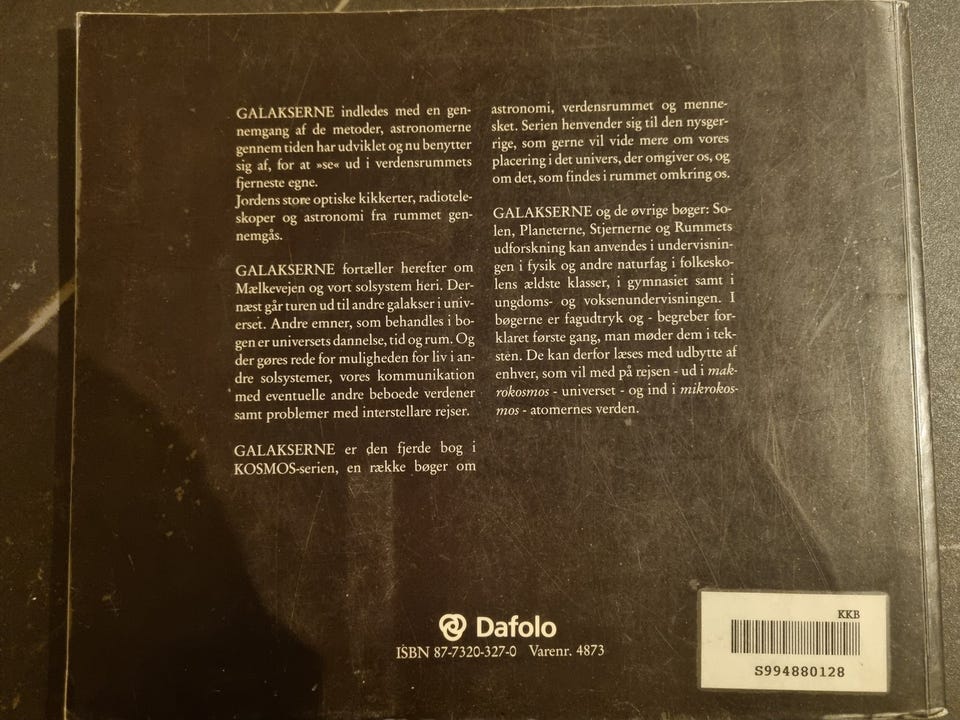 GALAKSERNE indledes med en gen-
nemgang af de metoder, astronomerne
gennem tiden har udviklet og nu benytter
sig af, for at »se« ud i verdensrummets
fjerneste egne.
Jordens store optiske kikkerter, radiotele-
skoper og astronomi fra rummet gen-
nemgås.
GALAKSERNE fortæller herefter om
Mælkevejen og vort solsystem heri. Der-
næst går turen ud til andre galakser i univ-
erset. Andre emner, som behandles i bo-
gen er universets dannelse, tid og rum. Og
der gøres rede for muligheden for liv i an-
dre solsystemer, vores kommunikation
med eventuelle andre beboede verdener
samt problemer med interstellare rejser.
GALAKSERNE er den fjerde bog i
KOSMOS-serien, en række bøger om
astronomi, verdensrummet og menne-
sket. Serien henvender sig til den nysger-
rige, som gerne vil vide mere om vores
placering i det univers, der omgiver os, og
om det, som findes i rummet omkring os.
GALAKSERNE og de øvrige bøger: So-
len, Planeterne, Stjernerne og Rummets
udforskning kan anvendes i undervisnin-
gen i fysik og andre naturfag i folkesko-
lens ældste klasser, i gymnasiet samt i
ungdoms- og voksenundervisningen. I
bøgerne er fagudtryk og - begreber for-
klaret første gang, man møder dem i tek-
sten. De kan derfor læses med udbytte af
enhver, som vil med på rejsen - ud i mak-
rokosmos - universet - og ind i mikrokos-
mos - atomernes verden.
Dafolo
ISBN 87-7320-327-0 Varenr. 4873
KKB
S994880128